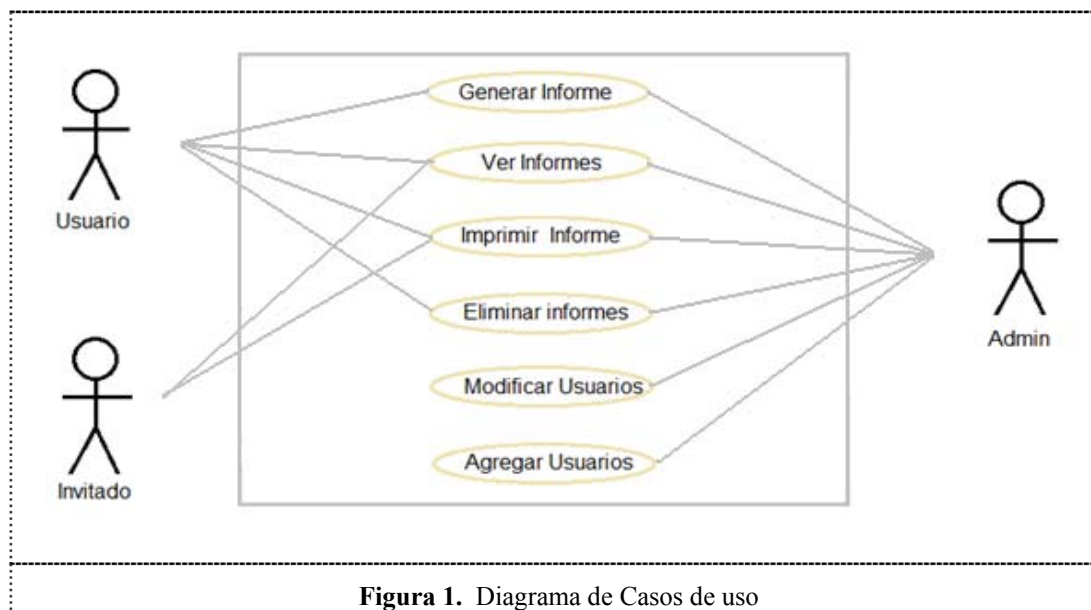 Generar Informe
Ver Informes
Usuario
Imprimir Informe
Eliminar informes
Admin
Modificar Usuarios
Agregar Usuarios
Invitado
Figura 1. Diagrama de Casos de uso